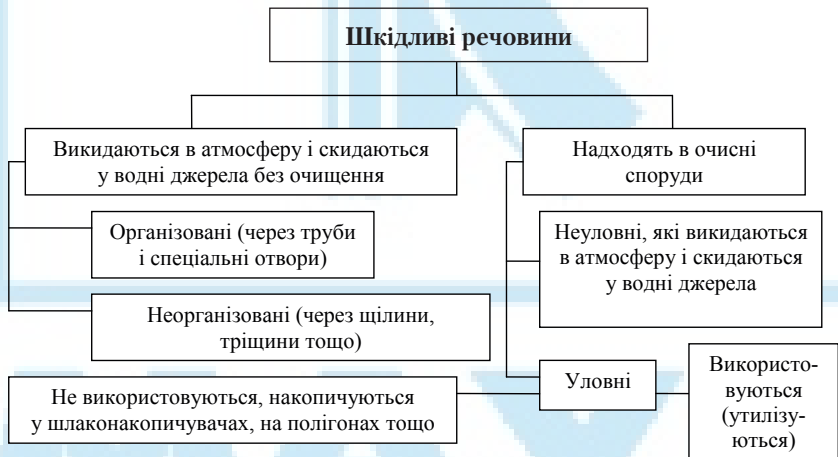 Шкідливі речовини
Викидаються в атмосферу і скидаються
у водні джерела без очищення
Організовані (через труби
і спеціальні отвори)
Неорганізовані (через щілини,
тріщини тощо)
Надходять в очисні
споруди
Неуловні, які викидаються
в атмосферу і скидаються
у водні джерела
Уловні
Не використовуються, накопичуються
у шлаконакопичувачах, на полігонах тощо
Використо-
вуються
(утилізу-
ються)